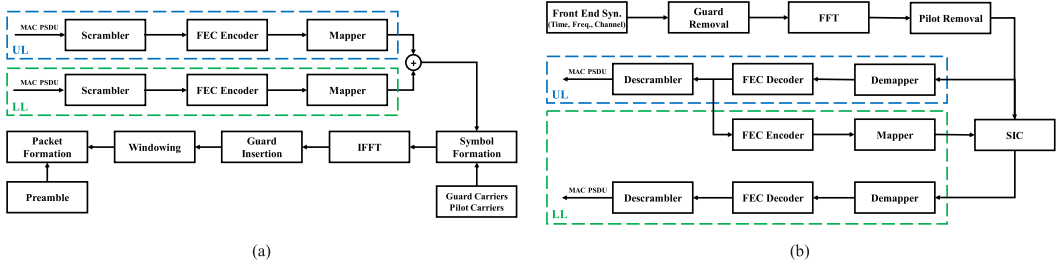 MAC PSDU
Scrambler
FEC Encoder
Mapper
UL
+
MAC PSDU
Scrambler
FEC Encoder
Mapper
LL
Packet
Formation
Windowing
Guard
Insertion
IFFT
Symbol
Formation
Preamble
Guard Carriers
Pilot Carriers
(a)
Front End Syn.
(Time, Freq., Channel)
Guard
Removal
FFT
Pilot Removal
MAC PSDU
Descrambler
FEC Decoder
Demapper
UL
FEC Encoder
Mapper
SIC
MAC PSDU
Descrambler
FEC Decoder
Demapper
LL
(b)